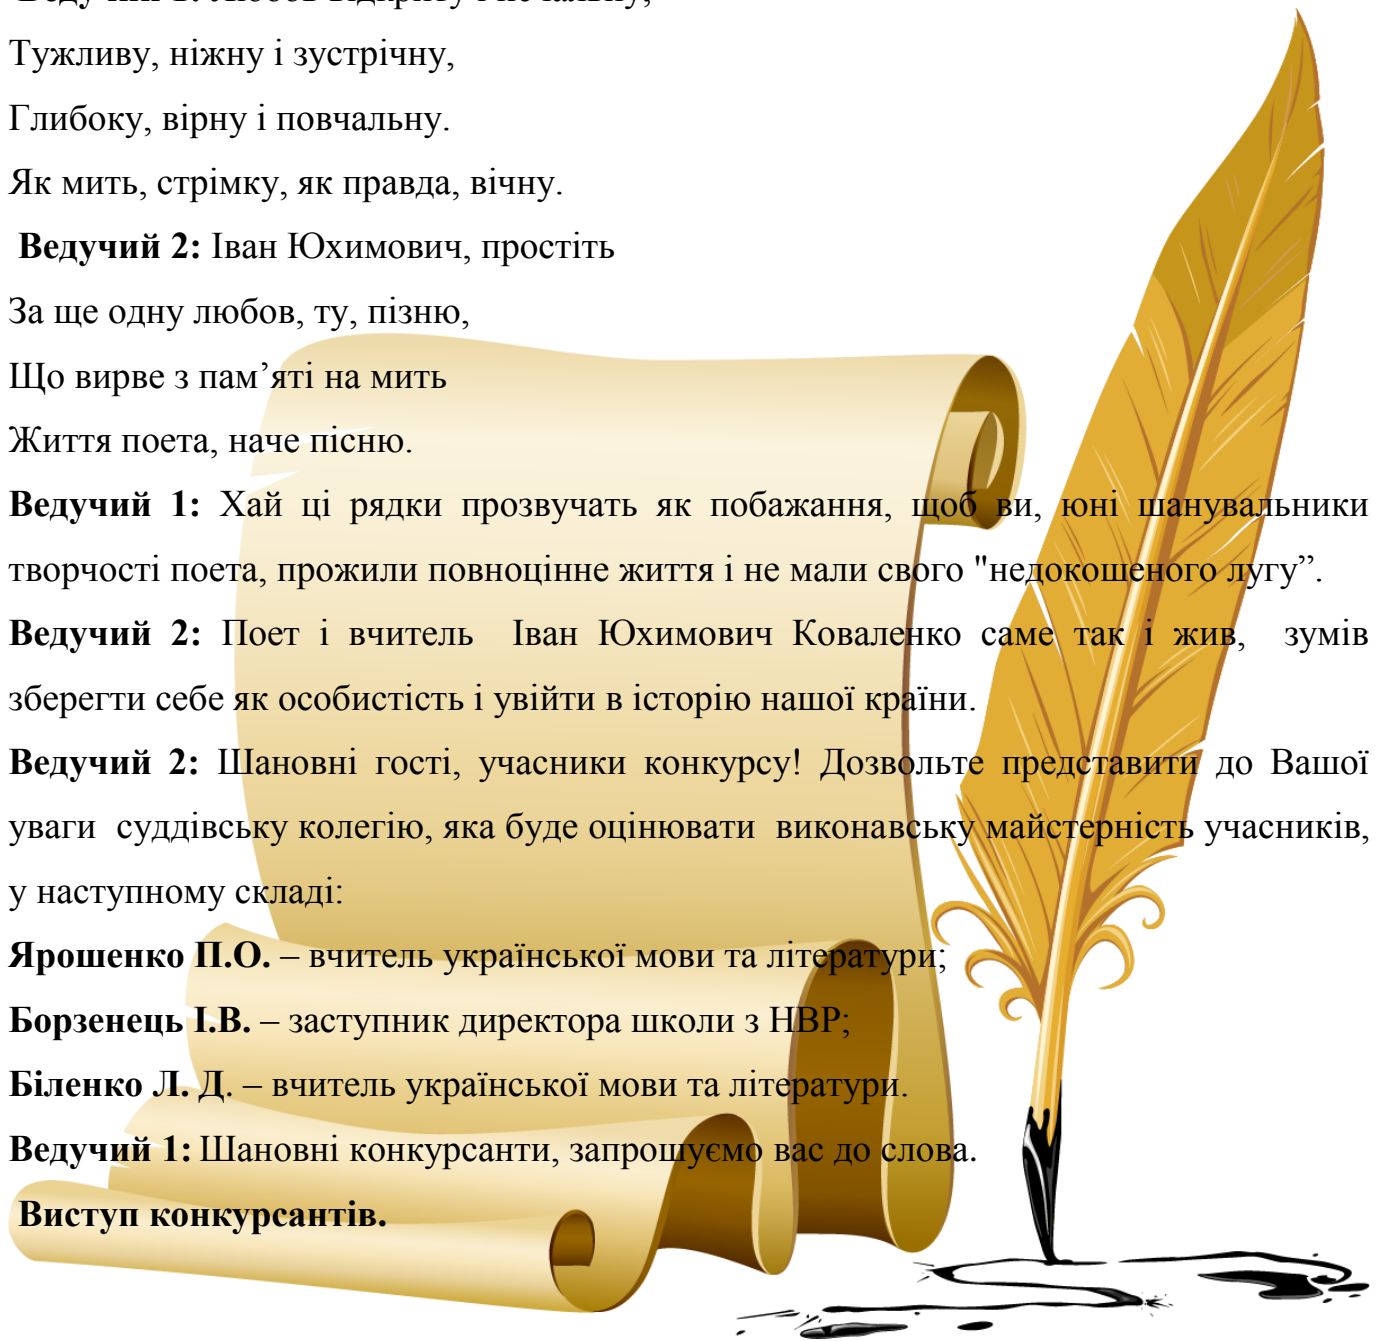 Ведучий 1: Любов відкриту і печальну,
Тужливу, ніжну і зустрічну,
Глибоку, вірну і повчальну.
Як мить, стрімку, як правда, вічну.
Ведучий 2: Іван Юхимович, простіть
За ще одну любов, ту, пізню,
Що вирве з пам’яті на мить
Життя поета, наче пісню.
Ведучий 1: Хай ці рядки прозвучать як побажання, щоб ви, юні шанувальники
творчості поета, прожили повноцінне життя і не мали свого "недокошеного лугу”.
Ведучий 2: Поет і вчитель Іван Юхимович Коваленко саме так і жив, зумів
зберегти себе як особистість і увійти в історію нашої країни.
Ведучий 2: Шановні гості, учасники конкурсу! Дозвольте представити до Вашої
уваги суддівську колегію, яка буде оцінювати виконавську майстерність учасників,
у наступному складі:
Ярошенко П.О. – вчитель української мови та літератури;
Борзенець І.В. – заступник директора школи з НВР;
Біленко Л. Д. – вчитель української мови та літератури.
Ведучий 1: Шановні конкурсанти, запрошуємо вас до слова.
Виступ конкурсантів.